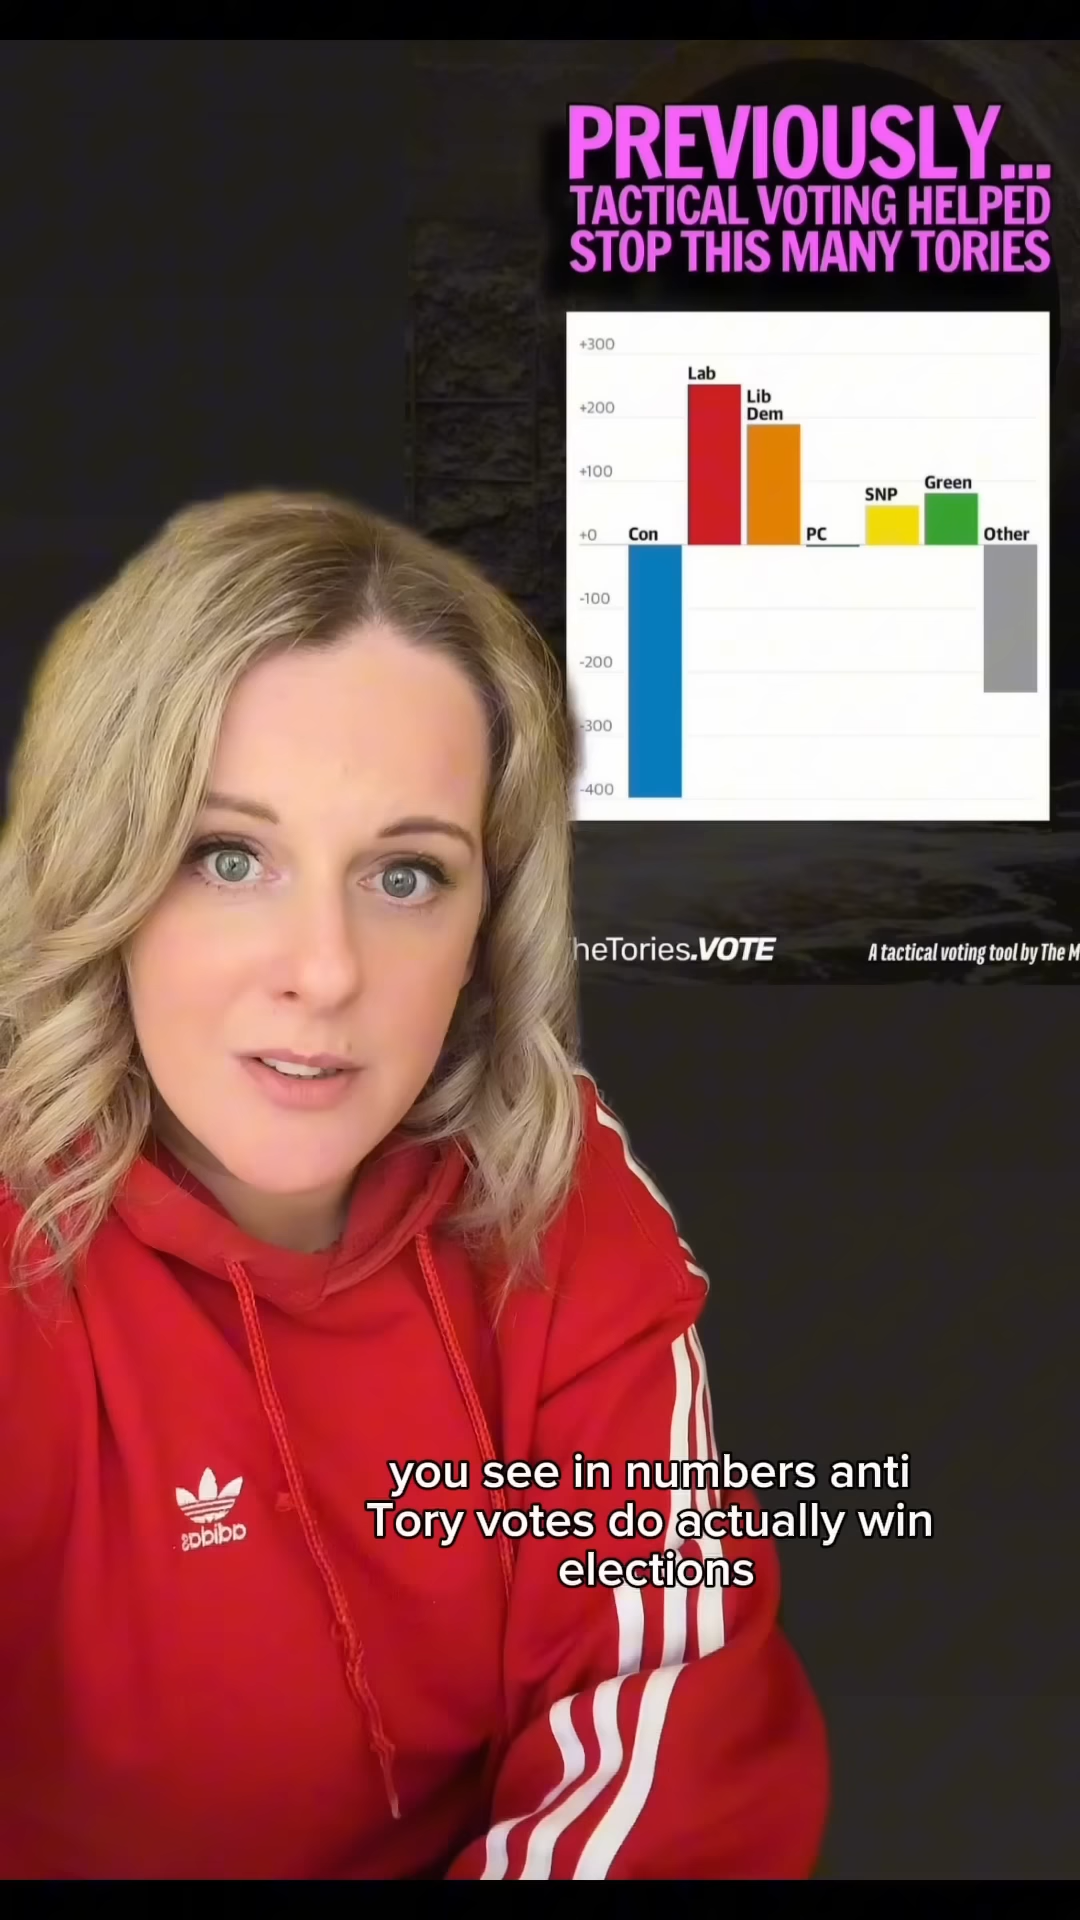 PREVIOUSLY...
TACTICAL VOTING HELPED
STOP THIS MANY TORIES
+300
Lab
Lib
Dem
+200
+100
Green
SNP
+0
Con
PC
Other
-100
-200
-300
-400
heTories.VOTE
A tactical voting tool by The M
adidas
you see in numbers anti
Tory votes do actually win
elections